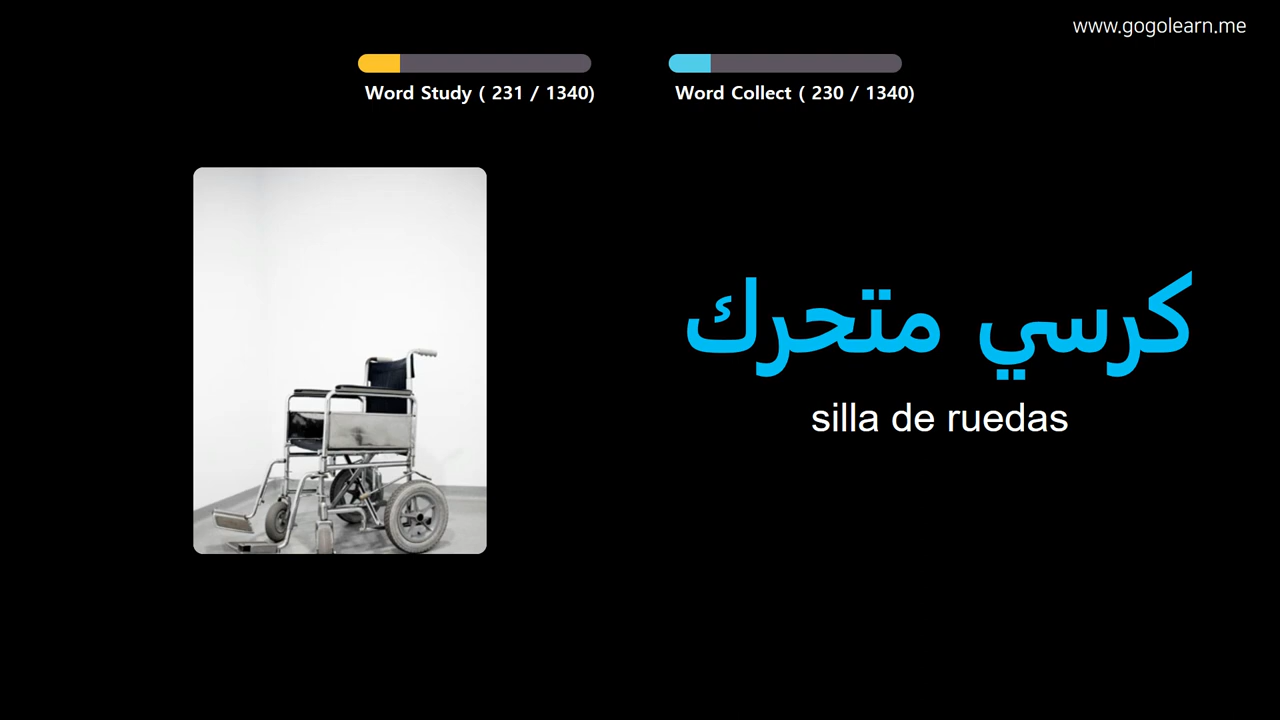 www.gogolearn.me
Word Study ( 231 / 1340)
Word Collect ( 230 / 1340)
كرسي متحرك
silla de ruedas